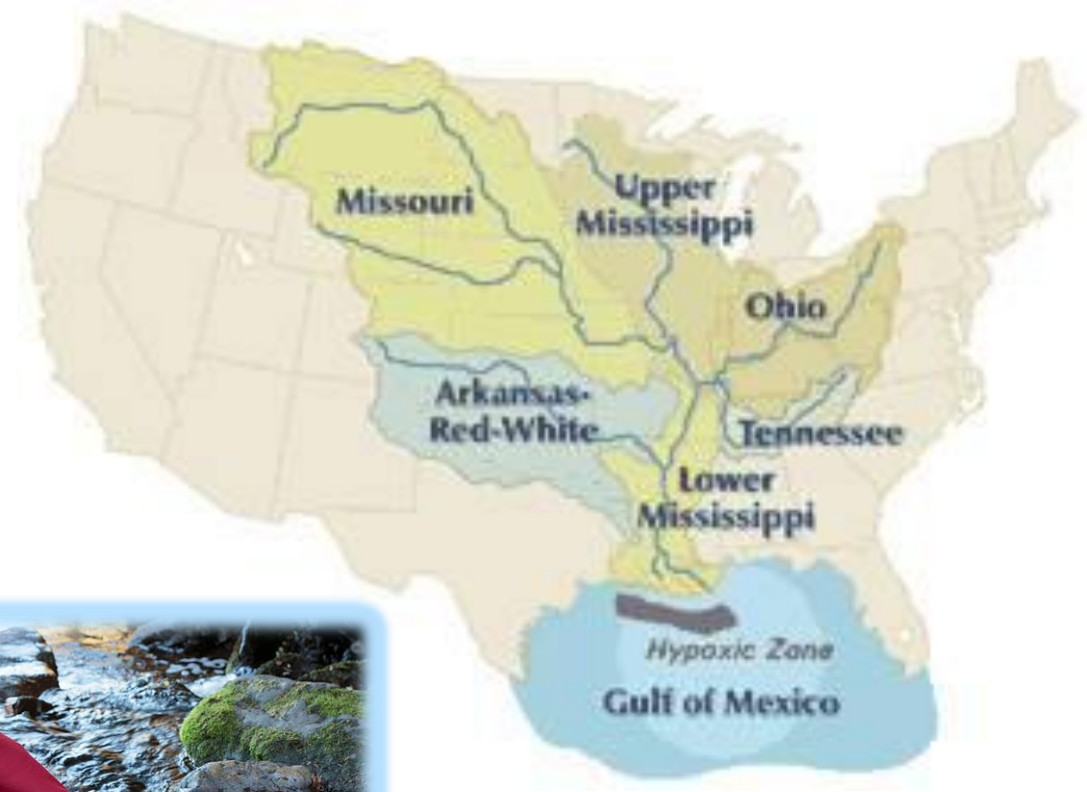 Missouri
Upper
Mississippi
Ohio
Arkansas-
Red-White
Tennessee
Lower
Mississippi
Hypoxic Zone
Gulf of Mexico